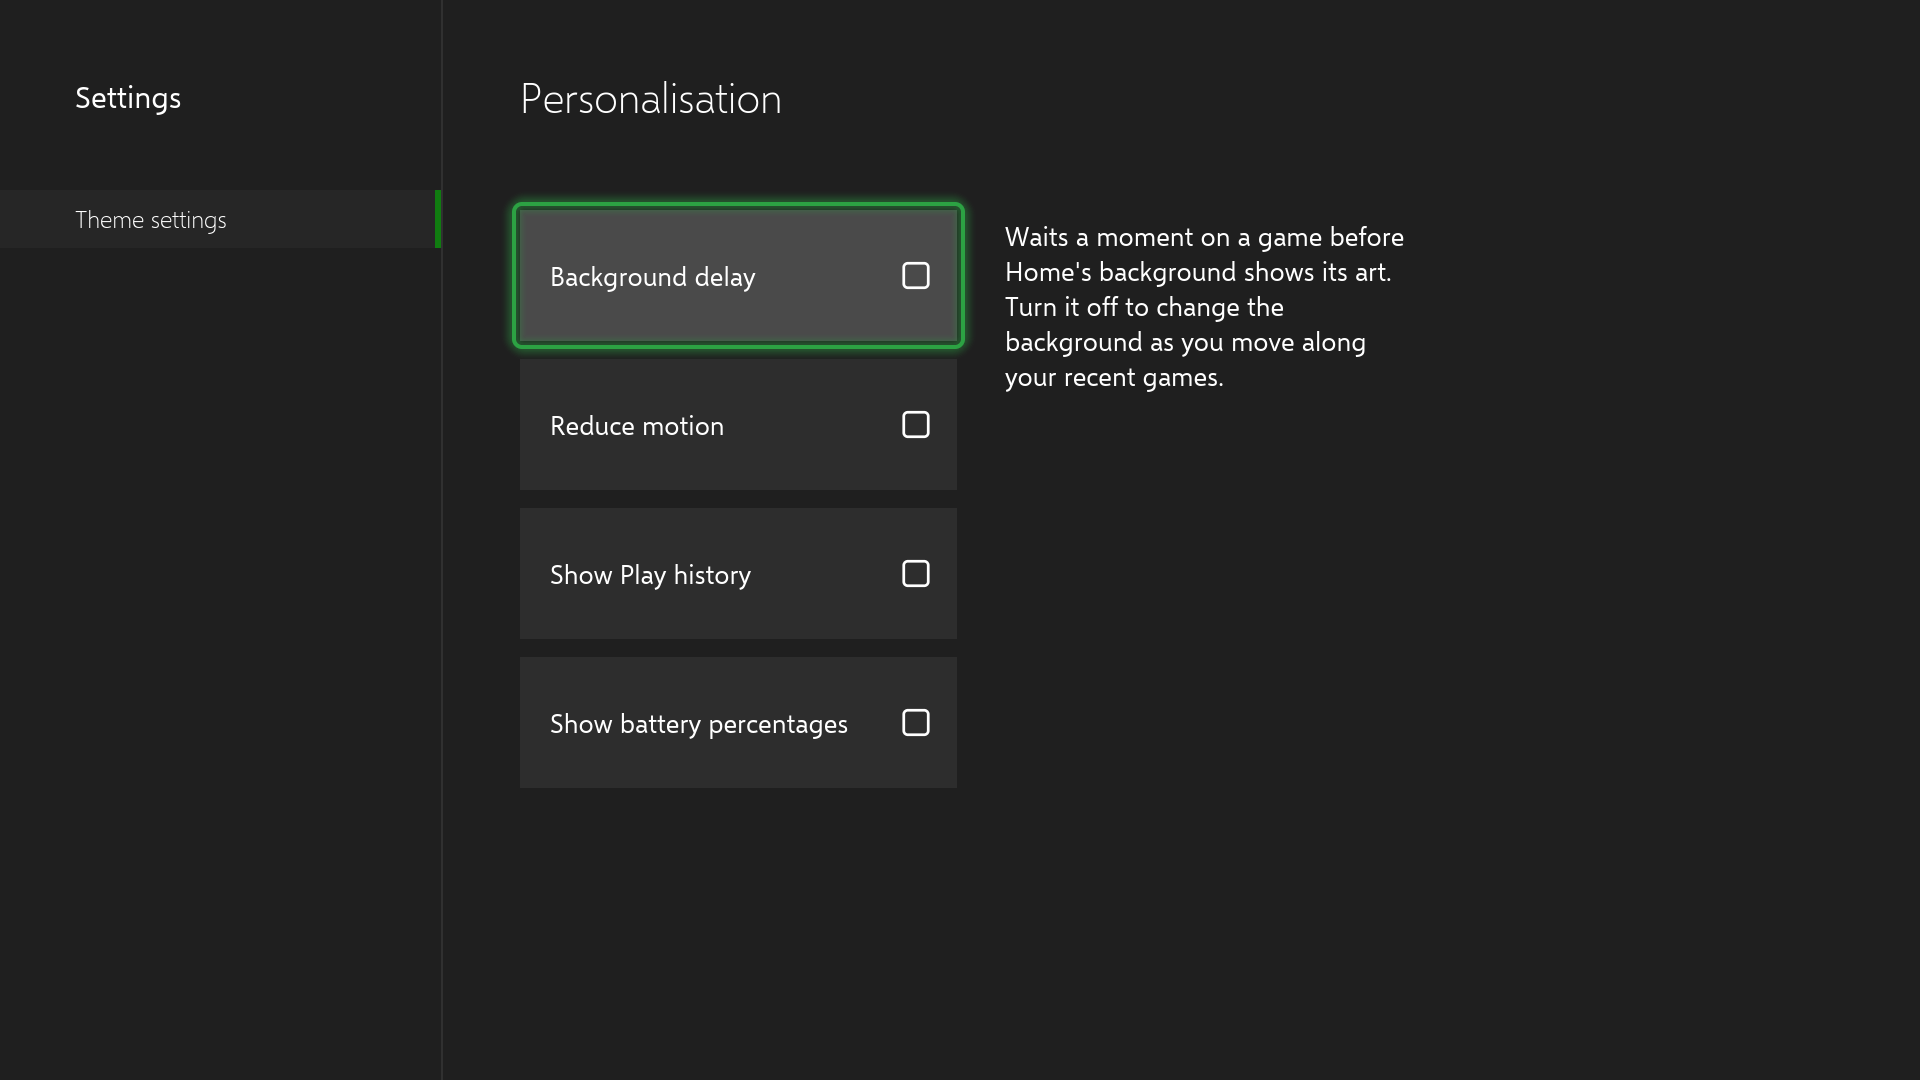 Settings
Theme settings
Personalisation
Background delay
Reduce motion
Show Play history
Show battery percentages
Waits a moment on a game before
Home's background shows its art.
Turn it off to change the
background as you move along
your recent games.